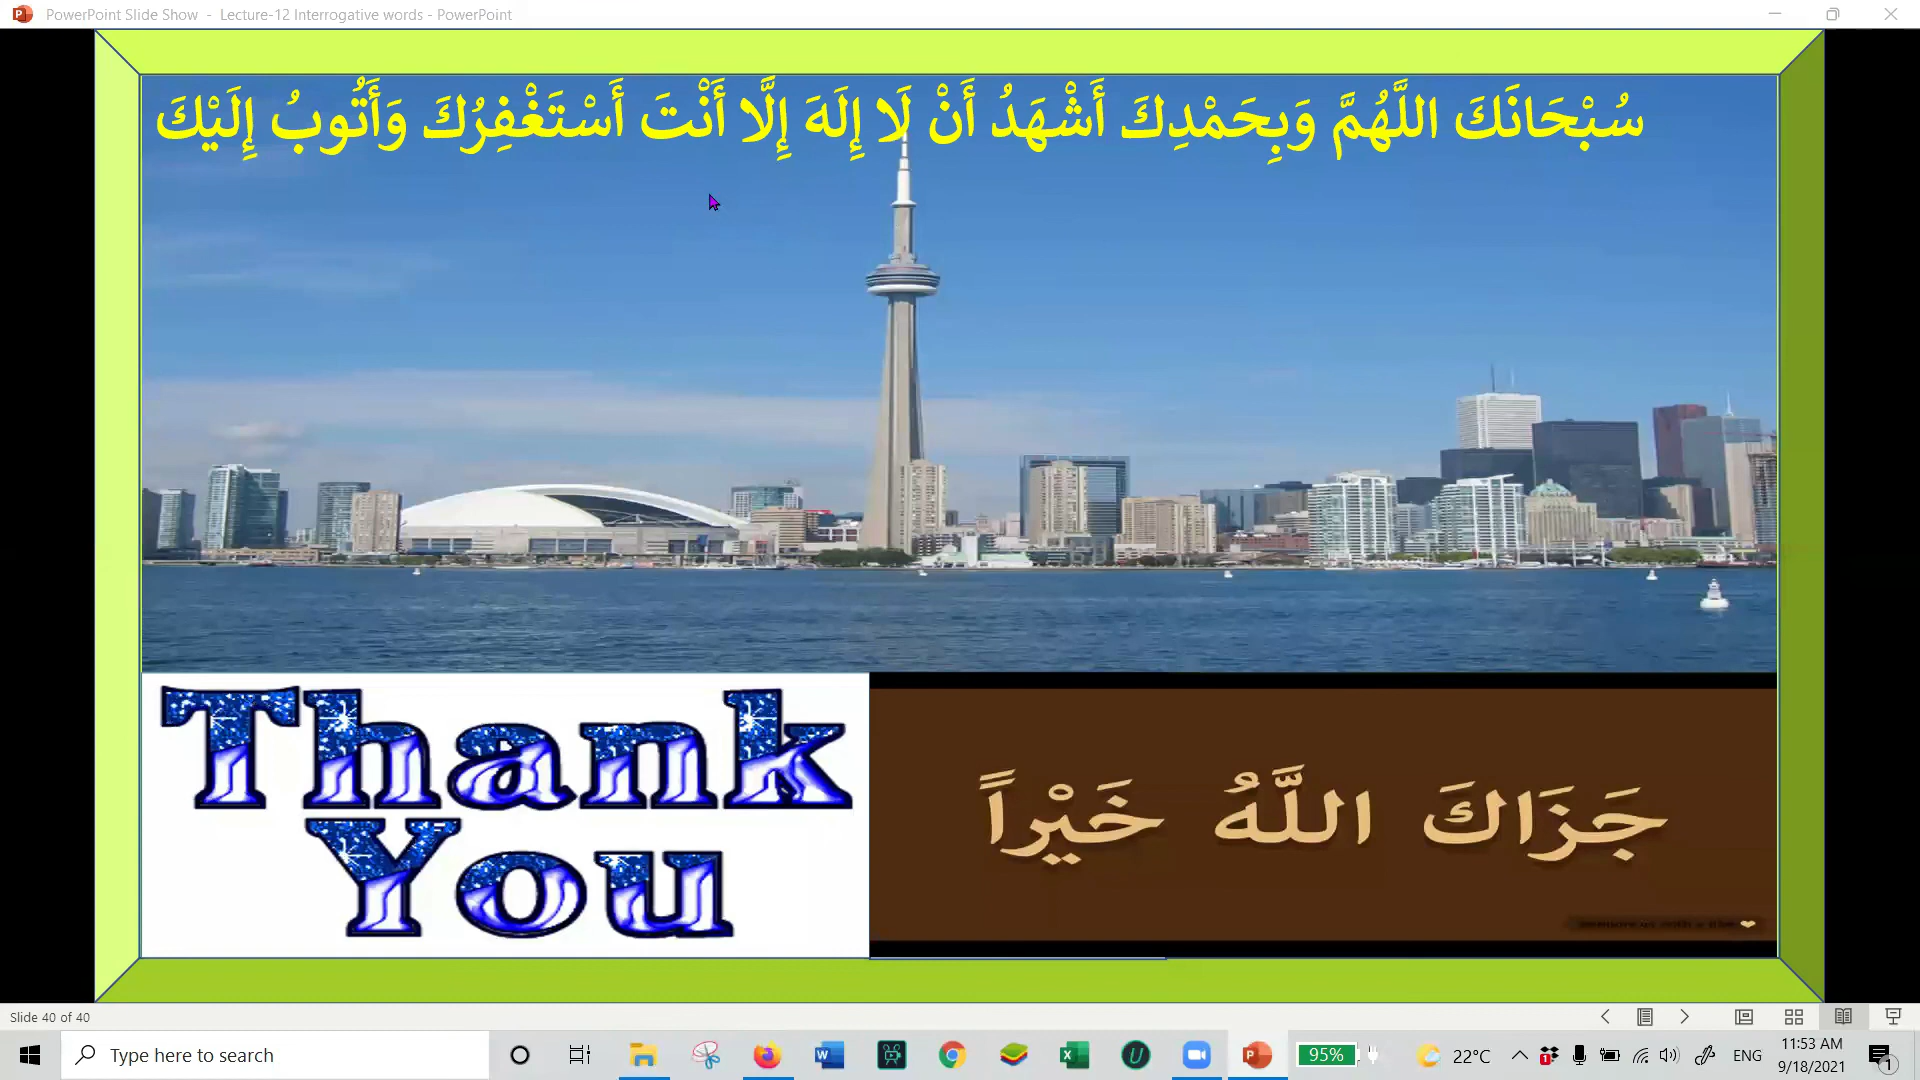 PowerPoint Slide Show - Lecture-12 Interrogative words - PowerPoint
سُبْحَانَكَ اللَّهُمَّ وَبِحَمْدِكَ أَشْهَدُ أَنْ لَا إِلَهَ إِلَّا أَنْتَ أَسْتَغْفِرُكَ وَأَتُوبُ إِلَيْكَ
Thank
You
جَزَاكَ اللَّهُ خَيْراً
Slide 40 of 40
Type here to search
95%
22°C
ENG
11:53 AM
9/18/2021
1